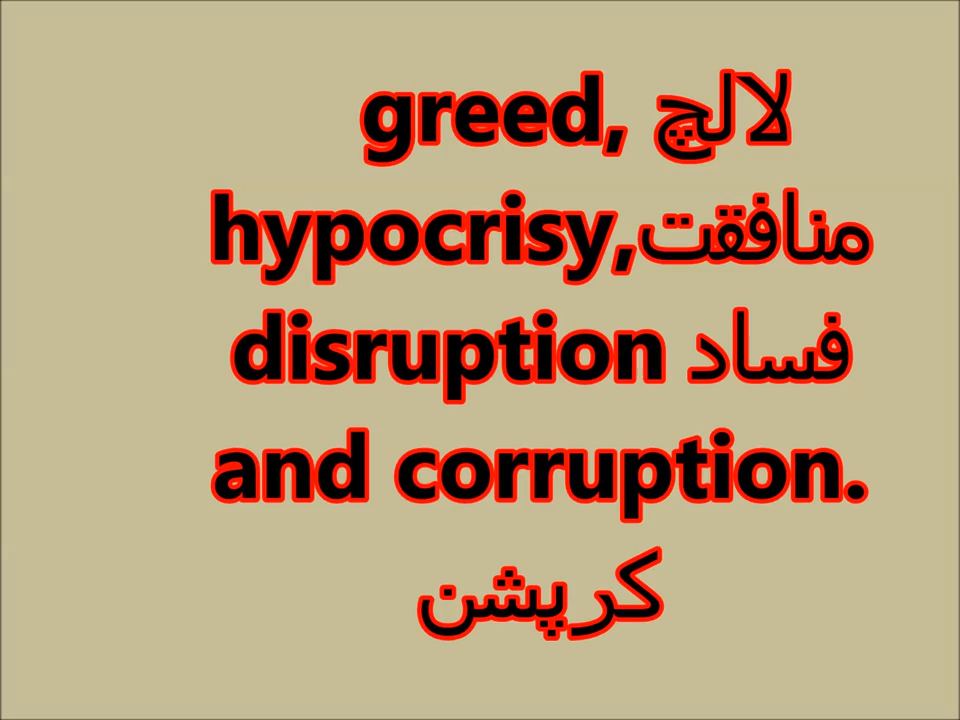 greed, لالچ
hypocrisy,منافقت
disruption فساد
and corruption.
کرپشن